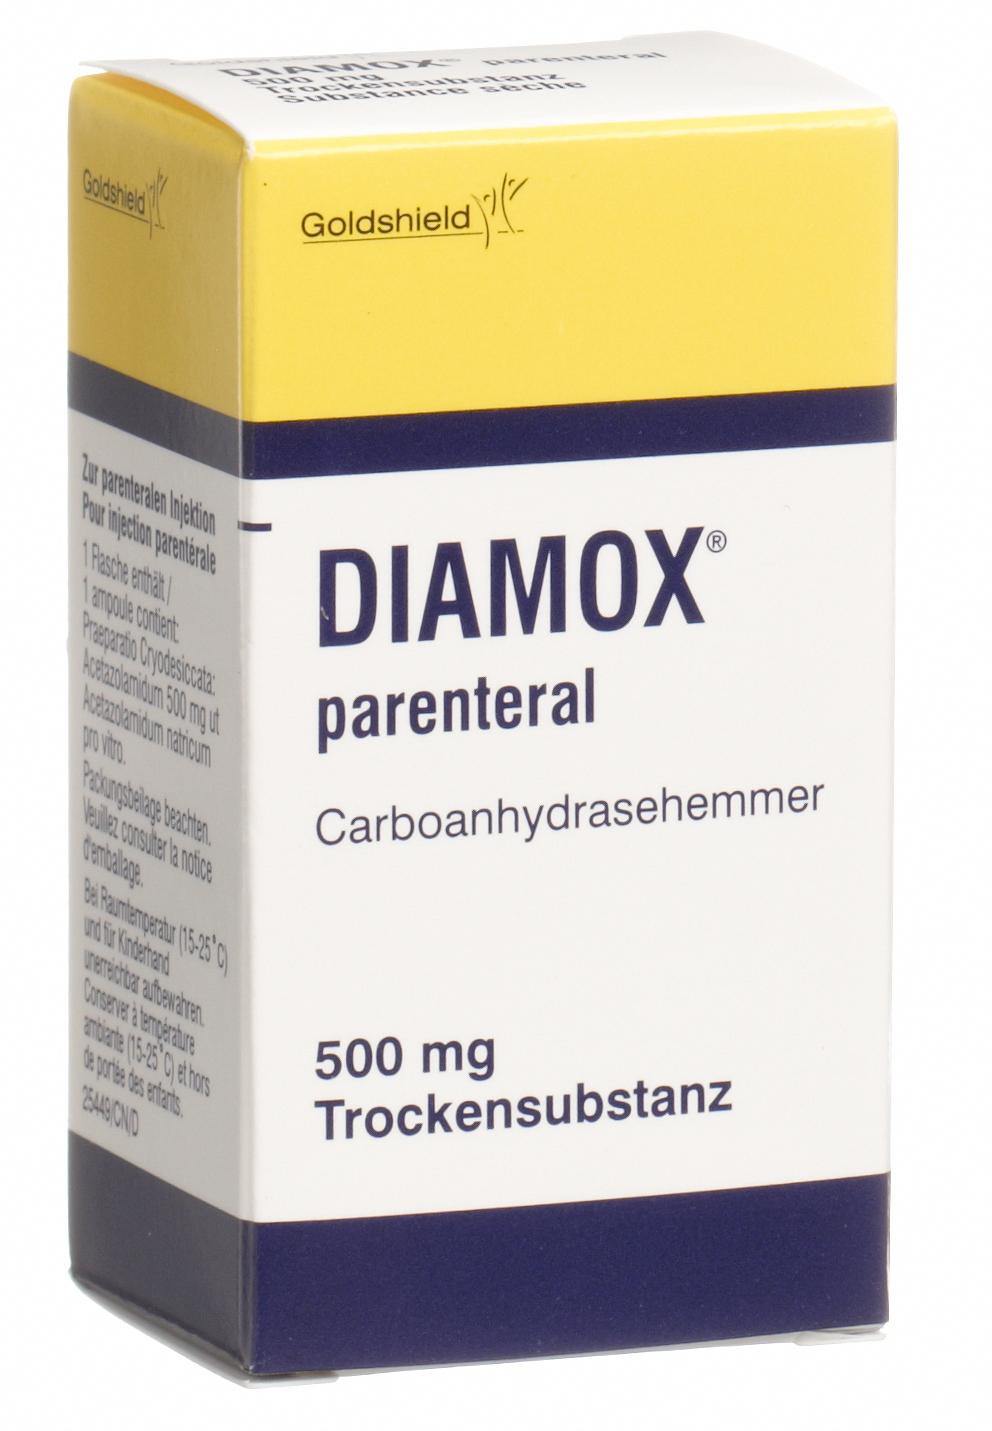 DIAMOX® parenteral
500 mg
Trockensubstanz
Substance sèche
Goldshield
Goldshield
DIAMOX®
parenteral
Carboanhydrasehemmer
500 mg
Trockensubstanz
Zur parenteralen Injektion
Pour injection parentérale
1 Flasche enthält /
1 ampoule contient:
Praeparatio Cryodesiccata:
Acetazolamidum 500 mg ut
Acetazolamidum natricum
pro vitro.
Packungsbeilage beachten.
Veuillez consulter la notice
d'emballage.
Bei Raumtemperatur (15-25°C)
und für Kinderhand
unerreichbar aufbewahren.
Conserver à température
ambiante (15-25°C) et hors
de portée des enfants.
25449/CN/D